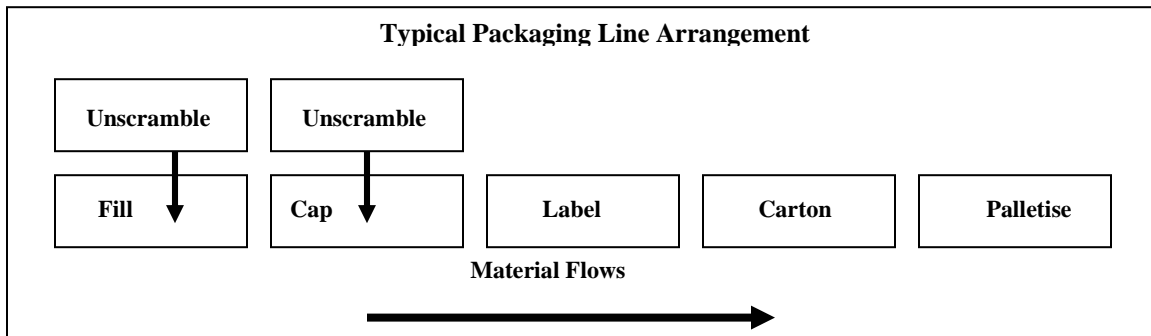 Typical Packaging Line Arrangement
Unscramble
Unscramble
Fill
Cap
Label
Carton
Palletise
Material Flows